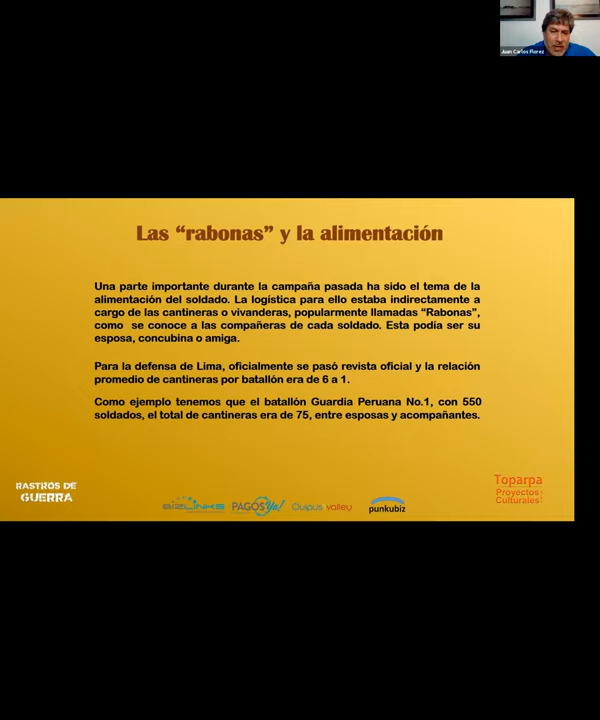 Juan Carlos Florez
Las “rabonas” y la alimentación
Una parte importante durante la campaña pasada ha sido el tema de la
alimentación del soldado. La logística para ello estaba indirectamente a
cargo de las cantineras o vivanderas, popularmente llamadas “Rabonas”,
como se conoce a las compañeras de cada soldado. Esta podía ser su
esposa, concubina o amiga.
Para la defensa de Lima, oficialmente se pasó revista oficial y la relación
promedio de cantineras por batallón era de 6 a 1.
Como ejemplo tenemos que el batallón Guardia Peruana No.1, con 550
soldados, el total de cantineras era de 75, entre esposas y acompañantes.
RASTROS DE
GUERRA
BIZLINKS
PAGOS Ya!
Quipus valley
punkubiz
Toparpa
Proyectos
Culturales